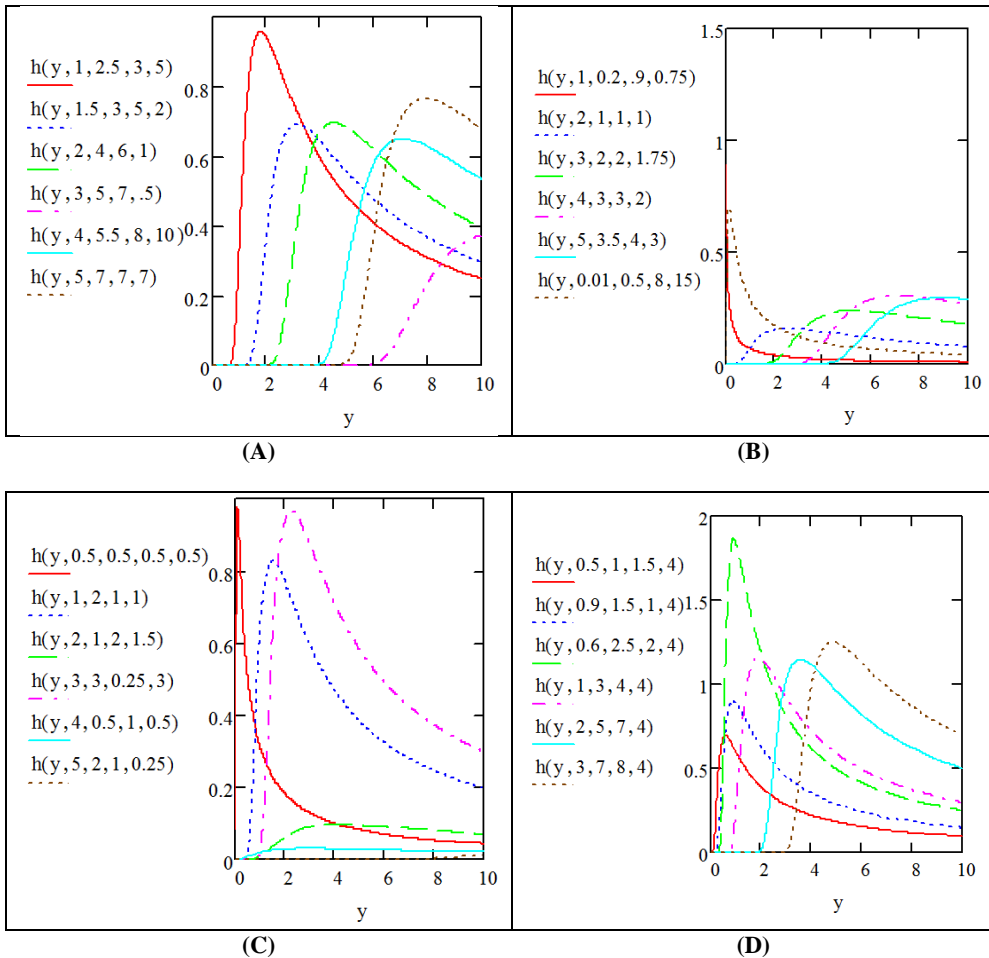 h(y,1,2.5,3,5)
h(y,1.5,3,5,2)
h(y,2,4,6,1)
h(y,3,5,7,.5)
h(y,4,5.5,8,10)
h(y,5,7,7,7)
0.8
0.6
0.4
0.2
0
0 2 4 6 8 10
y
(A)
h(y,1,0.2,.9,0.75)
h(y,2,1,1,1)
h(y,3,2,2,1.75)
h(y,4,3,3,2)
h(y,5,3.5,4,3)
h(y,0.01,0.5,8,15)
1.5
1
0.5
0
0 2 4 6 8 10
y
(B)
h(y,0.5,0.5,0.5,0.5)
h(y,1,2,1,1)
h(y,2,1,2,1.5)
h(y,3,3,0.25,3)
h(y,4,0.5,1,0.5)
h(y,5,2,1,0.25)
0.8
0.6
0.4
0.2
0
0 2 4 6 8 10
y
(C)
h(y,0.5,1,1.5,4)
h(y,0.9,1.5,1,4)
h(y,0.6,2.5,2,4)
h(y,1,3,4,4)
h(y,2,5,7,4)
h(y,3,7,8,4)
2
1.5
1
0.5
0
0 2 4 6 8 10
y
(D)